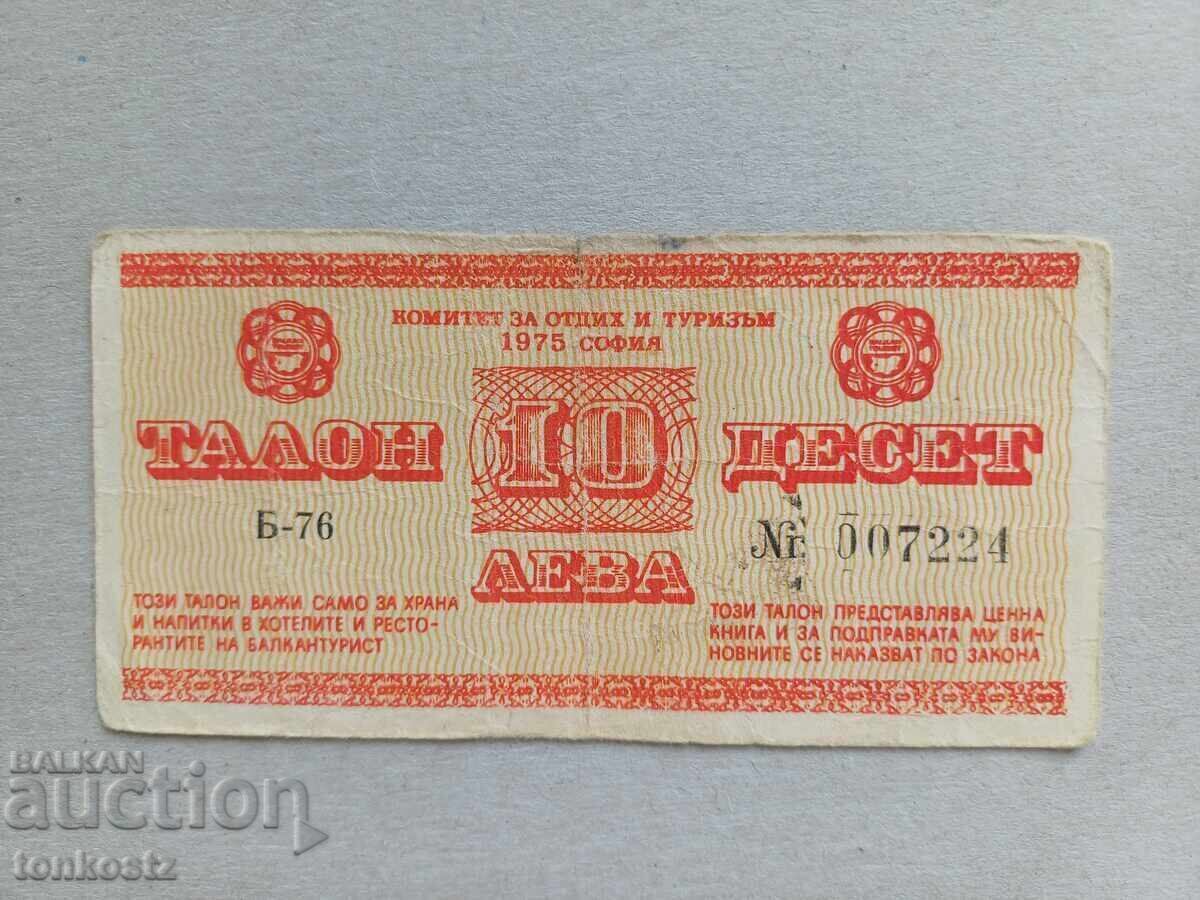 КОМИТЕТ ЗА ОТДИХ И ТУРИЗЪМ
1975 СОФИЯ
ТАЛОН
10
ДЕСЕТ
ЛЕВА
Б-76
№ 007224
ТОЗИ ТАЛОН ВАЖИ САМО ЗА ХРАНА
И НАПИТКИ В ХОТЕЛИТЕ И РЕСТО-
РАНТИТЕ НА БАЛКАНТУРИСТ
ТОЗИ ТАЛОН ПРЕДСТАВЛЯВА ЦЕННА
КНИГА И ЗА ПОДПРАВКАТА МУ ВИ-
НОВНИТЕ СЕ НАКАЗВАТ ПО ЗАКОНА
BALKAN
auction
tonkostz